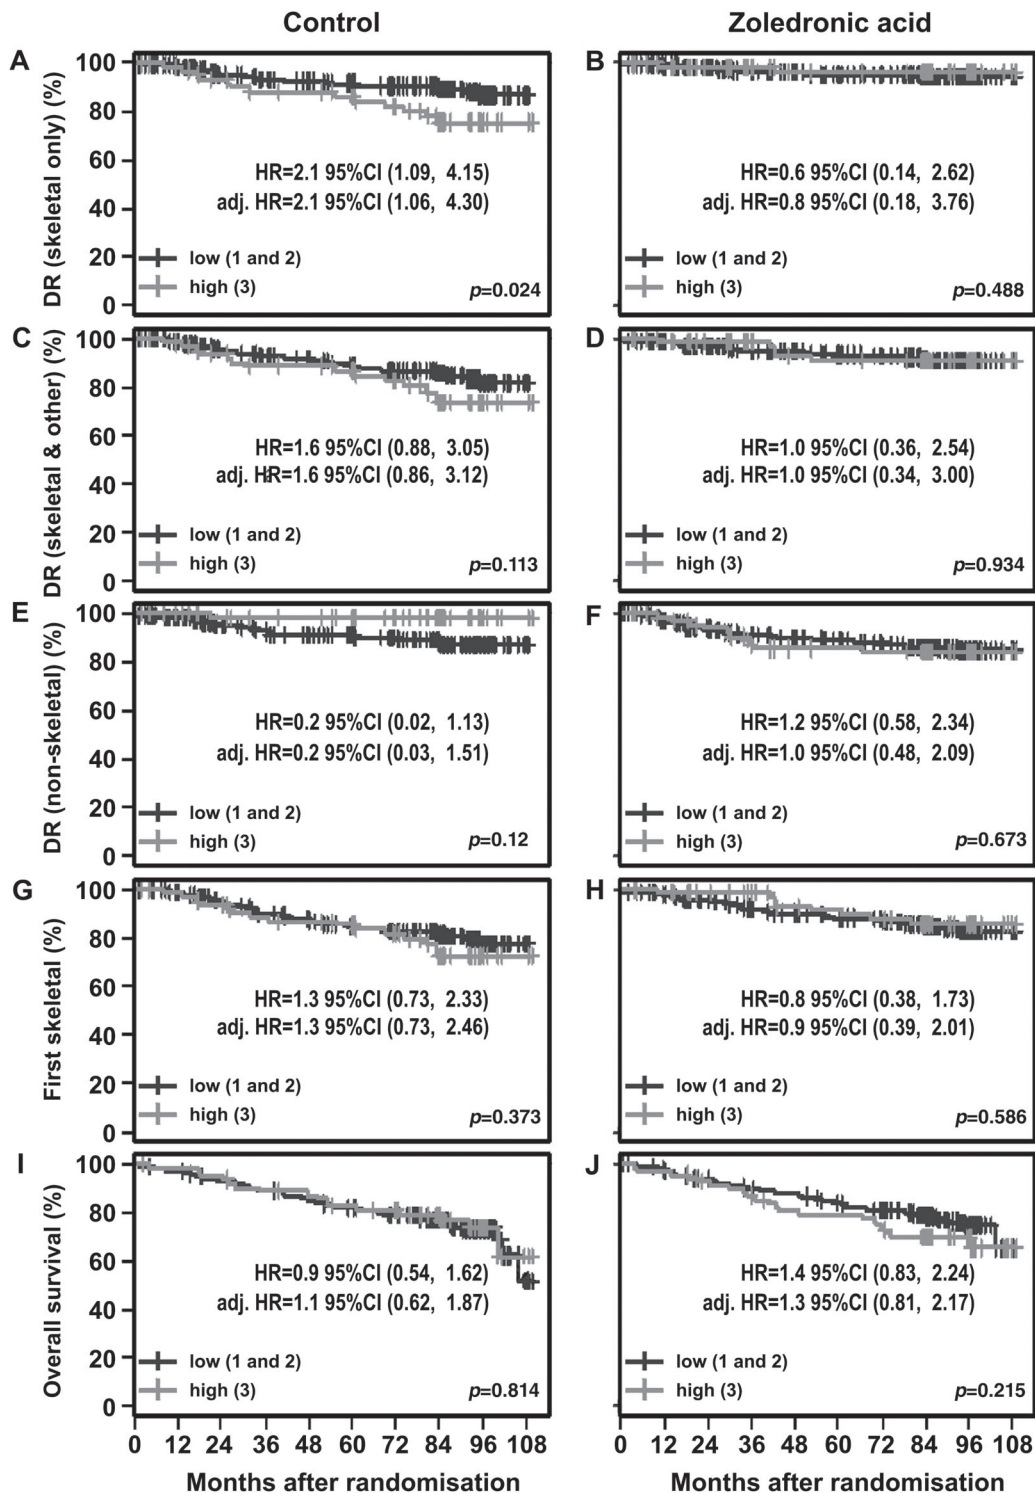 Control
Zoledronic acid
A
DR (skeletal only) (%)
100
80
60
40
20
0
HR=2.1 95%CI (1.09, 4.15)
adj. HR=2.1 95%CI (1.06, 4.30)
low (1 and 2)
high (3)
p=0.024
B
HR=0.6 95%CI (0.14, 2.62)
adj. HR=0.8 95%CI (0.18, 3.76)
low (1 and 2)
high (3)
p=0.488
C
DR (skeletal & other) (%)
100
80
60
40
20
0
HR=1.6 95%CI (0.88, 3.05)
adj. HR=1.6 95%CI (0.86, 3.12)
low (1 and 2)
high (3)
p=0.113
D
HR=1.0 95%CI (0.36, 2.54)
adj. HR=1.0 95%CI (0.34, 3.00)
low (1 and 2)
high (3)
p=0.934
E
DR (non-skeletal) (%)
100
80
60
40
20
0
HR=0.2 95%CI (0.02, 1.13)
adj. HR=0.2 95%CI (0.03, 1.51)
low (1 and 2)
high (3)
p=0.12
F
HR=1.2 95%CI (0.58, 2.34)
adj. HR=1.0 95%CI (0.48, 2.09)
low (1 and 2)
high (3)
p=0.673
G
First skeletal (%)
100
80
60
40
20
0
HR=1.3 95%CI (0.73, 2.33)
adj. HR=1.3 95%CI (0.73, 2.46)
low (1 and 2)
high (3)
p=0.373
H
HR=0.8 95%CI (0.38, 1.73)
adj. HR=0.9 95%CI (0.39, 2.01)
low (1 and 2)
high (3)
p=0.586
I
Overall survival (%)
100
80
60
40
20
0
HR=0.9 95%CI (0.54, 1.62)
adj. HR=1.1 95%CI (0.62, 1.87)
low (1 and 2)
high (3)
p=0.814
0 12 24 36 48 60 72 84 96 108
Months after randomisation
J
HR=1.4 95%CI (0.83, 2.24)
adj. HR=1.3 95%CI (0.81, 2.17)
low (1 and 2)
high (3)
p=0.215
0 12 24 36 48 60 72 84 96 108
Months after randomisation